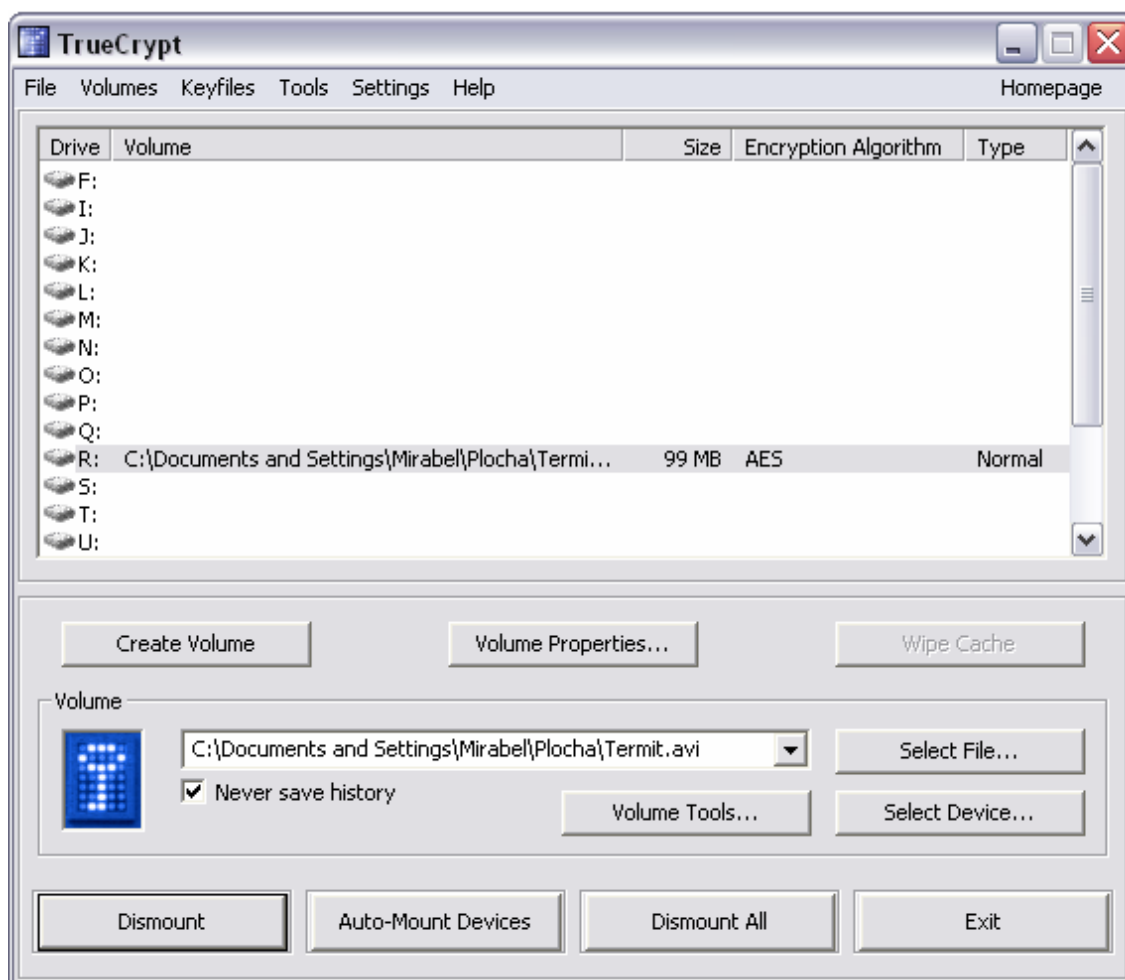 TrueCrypt
File Volumes Keyfiles Tools Settings Help Homepage
Drive Volume Size Encryption Algorithm Type
F:
I:
J:
K:
L:
M:
N:
O:
P:
Q:
R: C:\Documents and Settings\Mirabel\Plocha\Termi... 99 MB AES Normal
S:
T:
U:
Create Volume Volume Properties... Wipe Cache
Volume
C:\Documents and Settings\Mirabel\Plocha\Termit.avi Select File...
Never save history
Volume Tools... Select Device...
Dismount Auto-Mount Devices Dismount All Exit